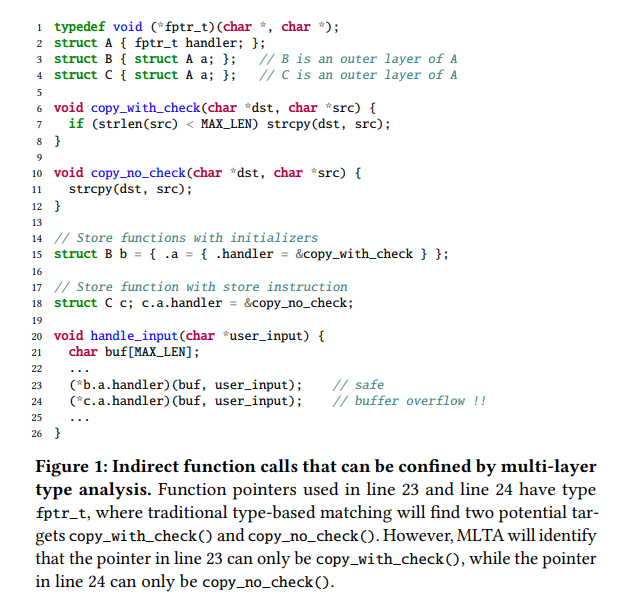 1 typedef void (*fptr_t)(char *, char *);
2 struct A { fptr_t handler; };
3 struct B { struct A a; };   // B is an outer layer of A
4 struct C { struct A a; };   // C is an outer layer of A
5
6 void copy_with_check(char *dst, char *src) {
7   if (strlen(src) < MAX_LEN) strcpy(dst, src);
8 }
9
10 void copy_no_check(char *dst, char *src) {
11   strcpy(dst, src);
12 }
13
14 // Store functions with initializers
15 struct B b = { .a = { .handler = &copy_with_check } };
16
17 // Store function with store instruction
18 struct C c; c.a.handler = &copy_no_check;
19
20 void handle_input(char *user_input) {
21   char buf[MAX_LEN];
22   ...
23   (*b.a.handler)(buf, user_input);    // safe
24   (*c.a.handler)(buf, user_input);    // buffer overflow !!
25   ...
26 }
Figure 1: Indirect function calls that can be confined by multi-layer
type analysis. Function pointers used in line 23 and line 24 have type
fptr_t, where traditional type-based matching will find two potential tar-
gets copy_with_check() and copy_no_check(). However, MLTA will identify
that the pointer in line 23 can only be copy_with_check(), while the pointer
in line 24 can only be copy_no_check().